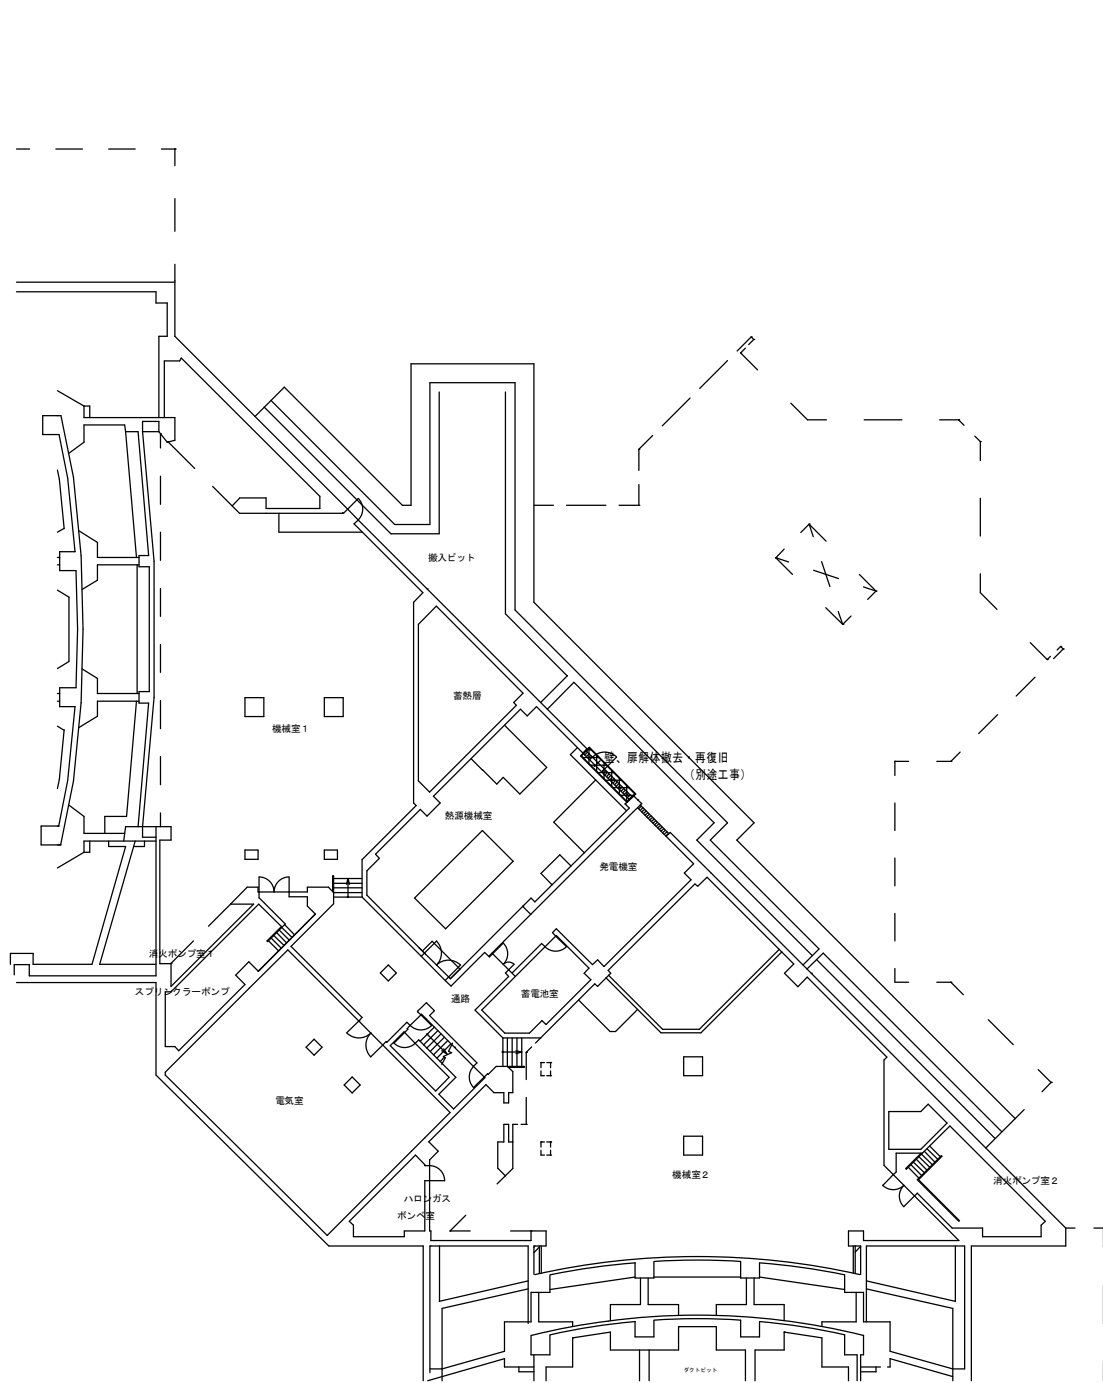 搬入ピット
蓄熱層
機械室１
壁、扉解体撤去・再復旧
（別途工事）
熱源機械室
発電機室
消火ポンプ室１
スプリンクラーポンプ
通路
蓄電池室
電気室
機械室２
消火ポンプ室２
ハロンガス
ボンベ室
ダクトピット